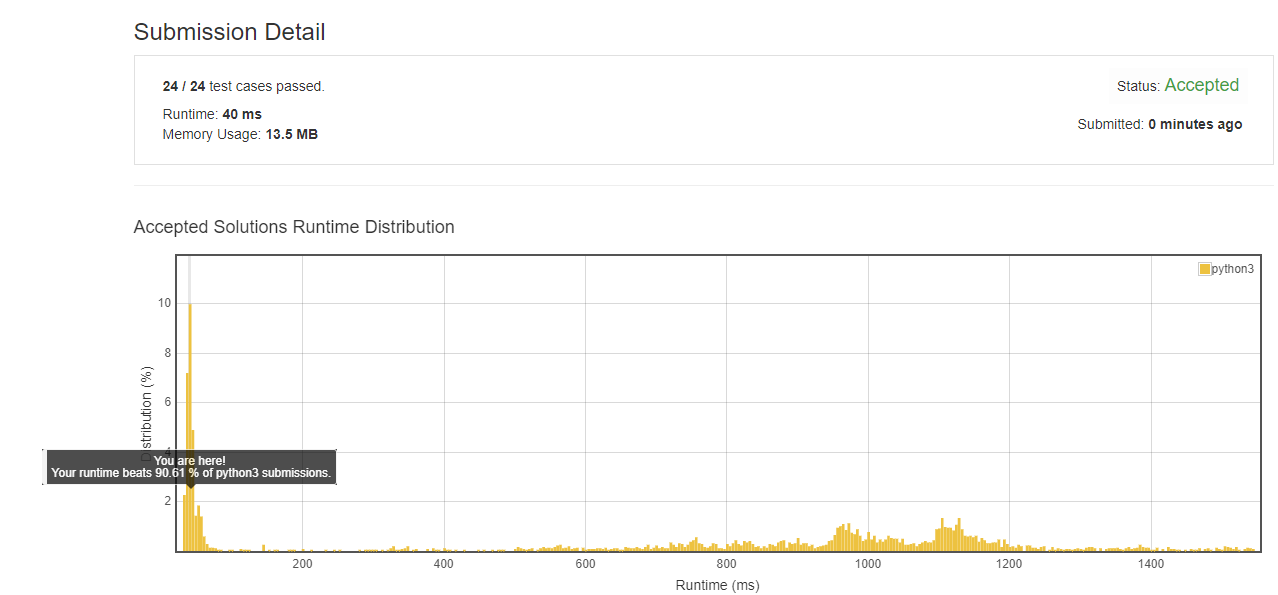 Submission Detail
24 / 24 test cases passed.
Status: Accepted
Runtime: 40 ms
Memory Usage: 13.5 MB
Submitted: 0 minutes ago
Accepted Solutions Runtime Distribution
python3
10
8
6
4
2
Distribution (%)
You are here!
Your runtime beats 90.61 % of python3 submissions.
200
400
600
800
1000
1200
1400
Runtime (ms)